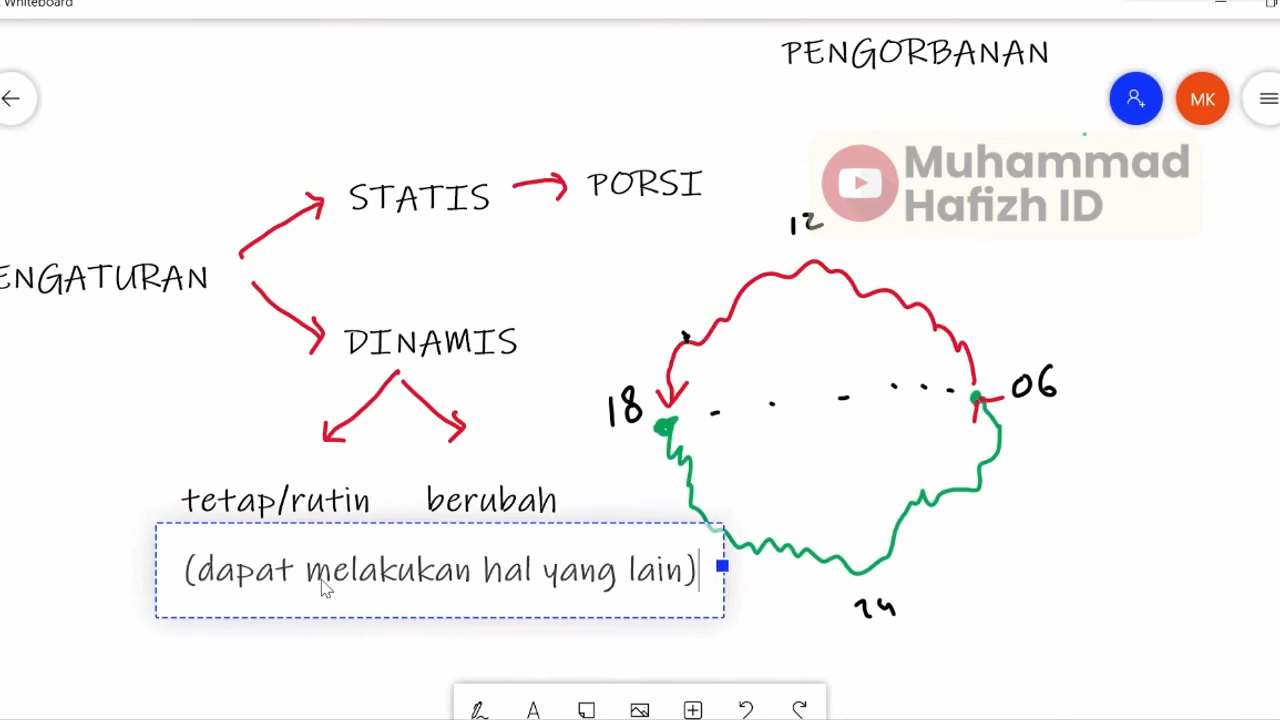 Whiteboard
PENGORBANAN
MK
Muhammad
Hafizh ID
STATIS
PORSI
12
ENGATURAN
DINAMIS
18
06
tetap/rutin
berubah
(dapat melakukan hal yang lain)
24
A